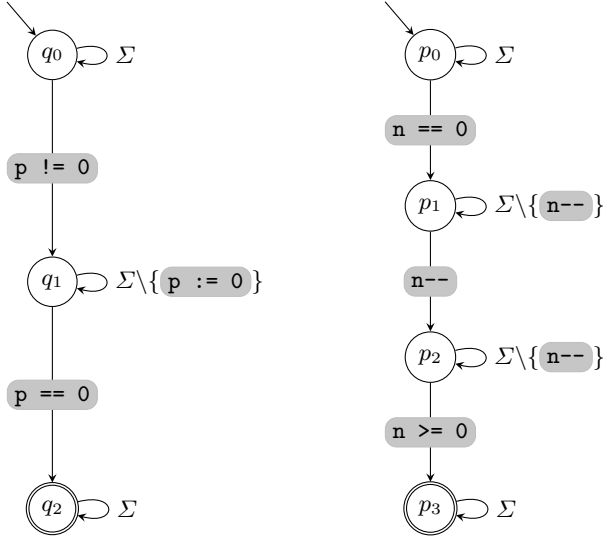 q0 Σ
p != 0
q1 Σ\{ p := 0 }
p == 0
q2 Σ
p0 Σ
n == 0
p1 Σ\{ n-- }
n--
p2 Σ\{ n-- }
n >= 0
p3 Σ